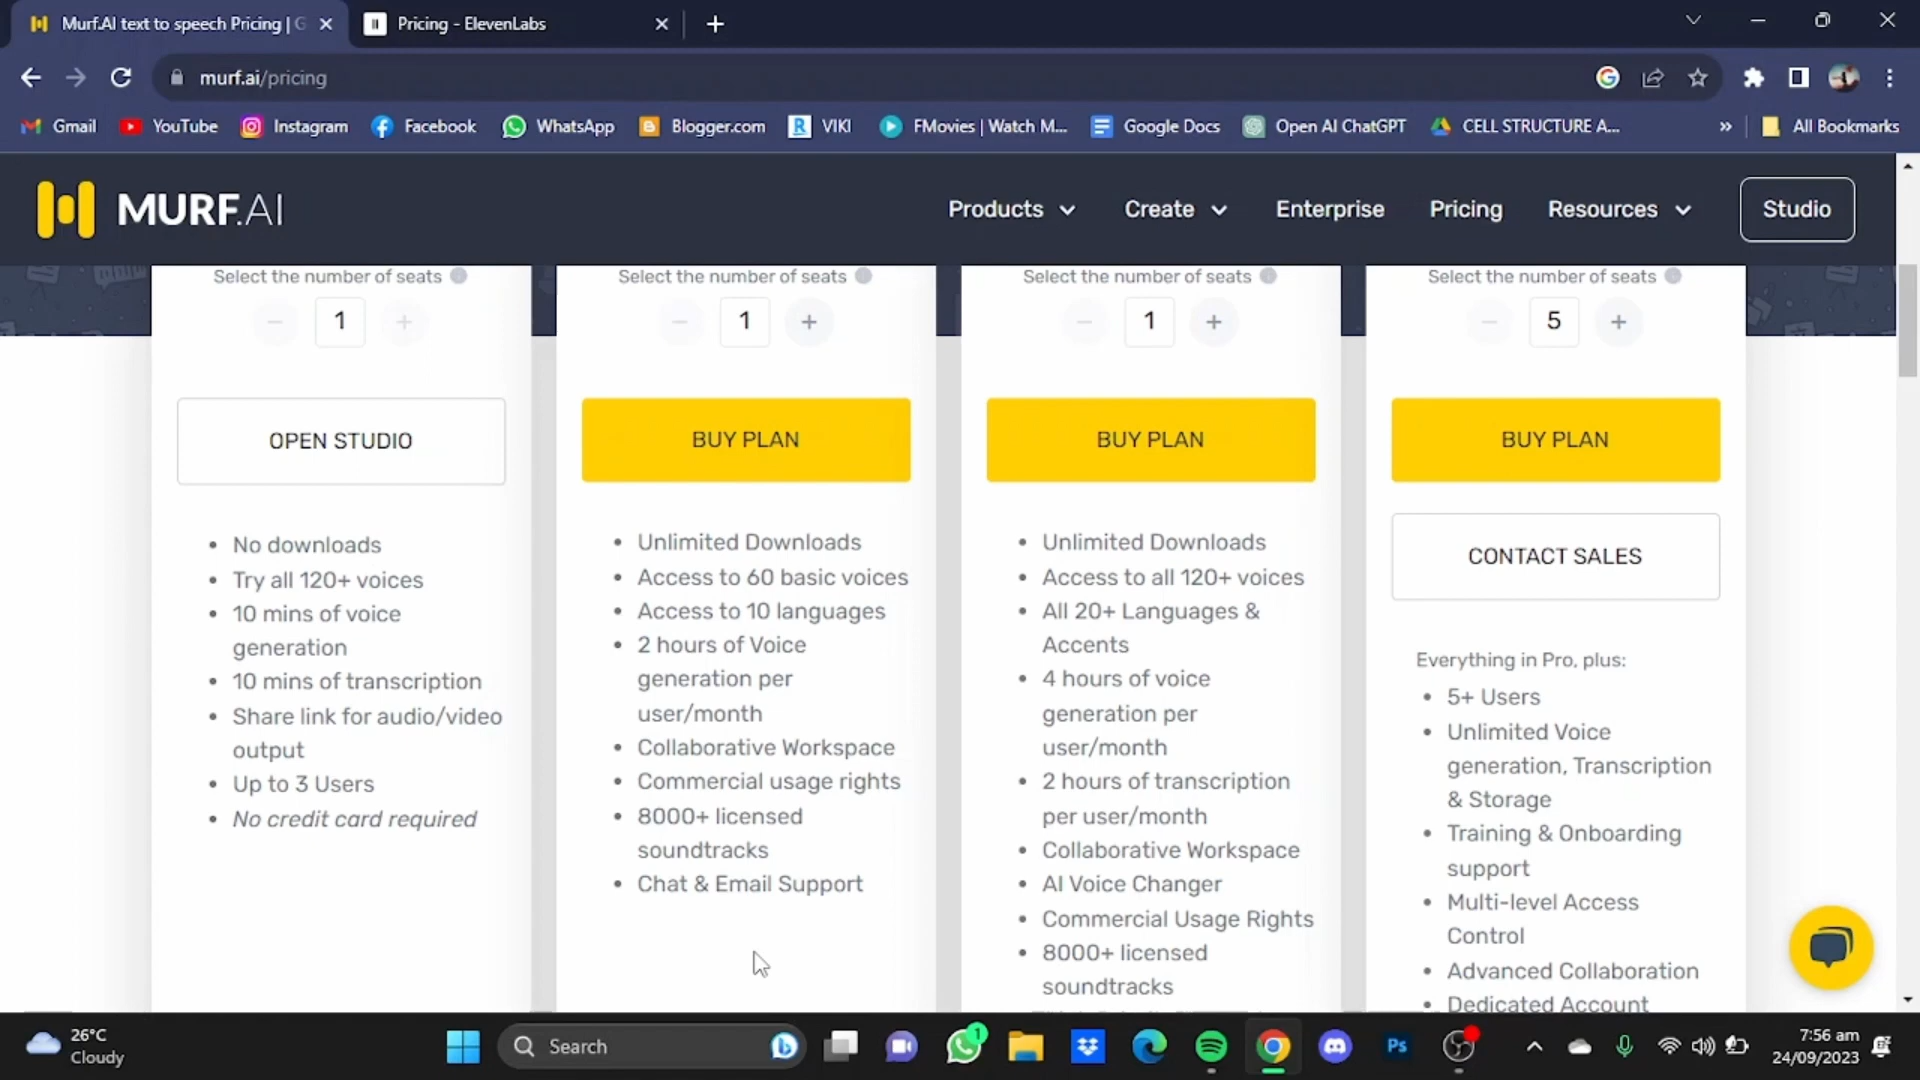 Murf.AI text to speech Pricing | G
Pricing - ElevenLabs
murf.ai/pricing
Gmail
YouTube
Instagram
Facebook
WhatsApp
Blogger.com
VIKI
FMovies | Watch M...
Google Docs
Open AI ChatGPT
CELL STRUCTURE A...
»
All Bookmarks
MURF.AI
Products
Create
Enterprise
Pricing
Resources
Studio
Select the number of seats
1
OPEN STUDIO
• No downloads
• Try all 120+ voices
• 10 mins of voice
generation
• 10 mins of transcription
• Share link for audio/video
output
• Up to 3 Users
• No credit card required
Select the number of seats
1
BUY PLAN
• Unlimited Downloads
• Access to 60 basic voices
• Access to 10 languages
• 2 hours of Voice
generation per
user/month
• Collaborative Workspace
• Commercial usage rights
• 8000+ licensed
soundtracks
• Chat & Email Support
Select the number of seats
1
BUY PLAN
• Unlimited Downloads
• Access to all 120+ voices
• All 20+ Languages &
Accents
• 4 hours of voice
generation per
user/month
• 2 hours of transcription
per user/month
• Collaborative Workspace
• AI Voice Changer
• Commercial Usage Rights
• 8000+ licensed
soundtracks
Select the number of seats
5
BUY PLAN
CONTACT SALES
Everything in Pro, plus:
• 5+ Users
• Unlimited Voice
generation, Transcription
& Storage
• Training & Onboarding
support
• Multi-level Access
Control
• Advanced Collaboration
• Dedicated Account
26°C
Cloudy
Search
1
Ps
7:56 am
24/09/2023